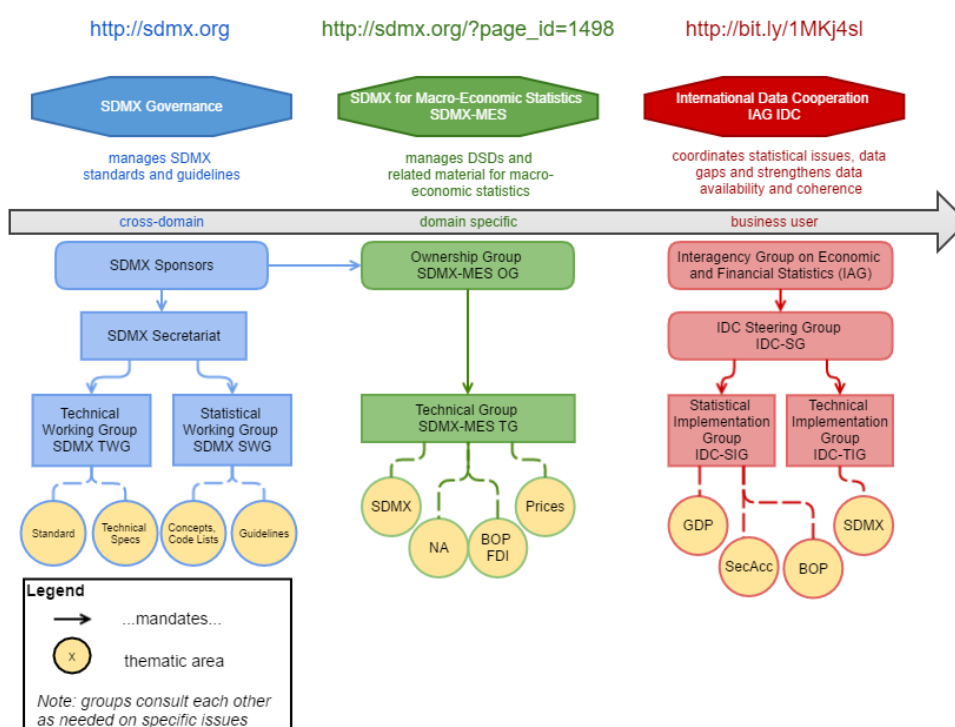 http://sdmx.org
http://sdmx.org/?page_id=1498
http://bit.ly/1MKj4sl
SDMX Governance
SDMX for Macro-Economic Statistics
SDMX-MES
International Data Cooperation
IAG IDC
manages SDMX
standards and guidelines
manages DSDs and
related material for macro-
economic statistics
coordinates statistical issues, data
gaps and strengthens data
availability and coherence
cross-domain
domain specific
business user
SDMX Sponsors
Ownership Group
SDMX-MES OG
Interagency Group on Economic
and Financial Statistics (IAG)
SDMX Secretariat
IDC Steering Group
IDC-SG
Technical
Working Group
SDMX TWG
Statistical
Working Group
SDMX SWG
Technical Group
SDMX-MES TG
Statistical
Implementation
Group
IDC-SIG
Technical
Implementation
Group
IDC-TIG
Standard
Technical
Specs
Concepts,
Code Lists
Guidelines
SDMX
NA
BOP
FDI
Prices
GDP
SecAcc
BOP
SDMX
Legend
...mandates...
x
thematic area
Note: groups consult each other
as needed on specific issues